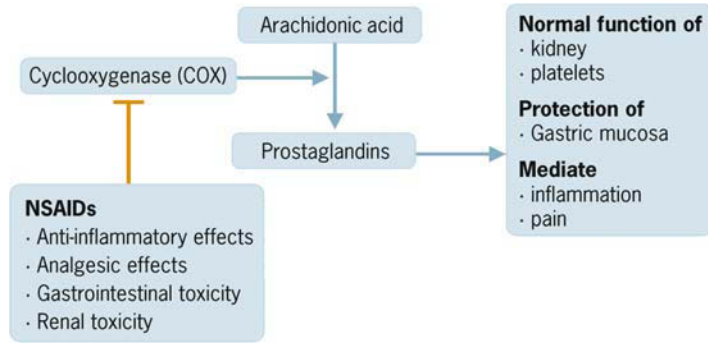 Arachidonic acid
Cyclooxygenase (COX)
Prostaglandins
NSAIDs
· Anti-inflammatory effects
· Analgesic effects
· Gastrointestinal toxicity
· Renal toxicity
Normal function of
· kidney
· platelets
Protection of
· Gastric mucosa
Mediate
· inflammation
· pain